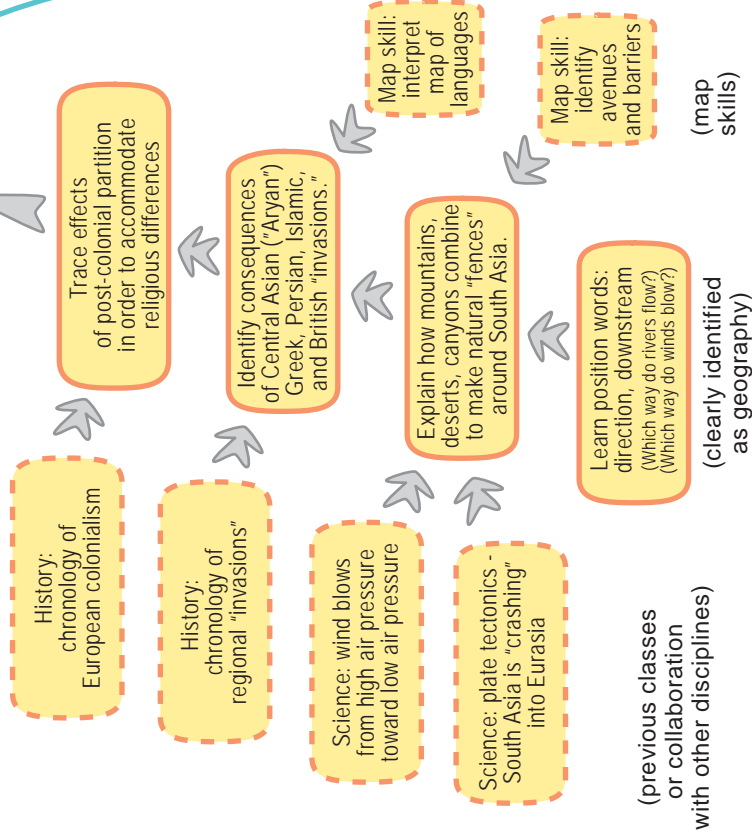 Trace effects
of post-colonial partition
in order to accommodate
religious differences
History:
chronology of
European colonialism
Identify consequences
of Central Asian ("Aryan")
Greek, Persian, Islamic,
and British "invasions."
History:
chronology of
regional "invasions"
Map skill:
interpret
map of
languages
Explain how mountains,
deserts, canyons combine
to make natural "fences"
around South Asia.
Science: wind blows
from high air pressure
toward low air pressure
Science: plate tectonics -
South Asia is "crashing"
into Eurasia
Map skill:
identify
avenues
and barriers
Learn position words:
direction, downstream
(Which way do rivers flow?)
(Which way do winds blow?)
(previous classes
or collaboration
with other disciplines)
(clearly identified
as geography)
(map
skills)